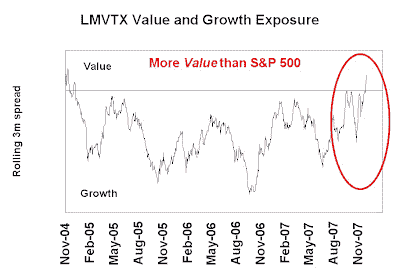 LMVTX Value and Growth Exposure
Value
More Value than S&P 500
Rolling 3m spread
Growth
Nov-04
Feb-05
May-05
Aug-05
Nov-05
Feb-06
May-06
Aug-06
Nov-06
Feb-07
May-07
Aug-07
Nov-07